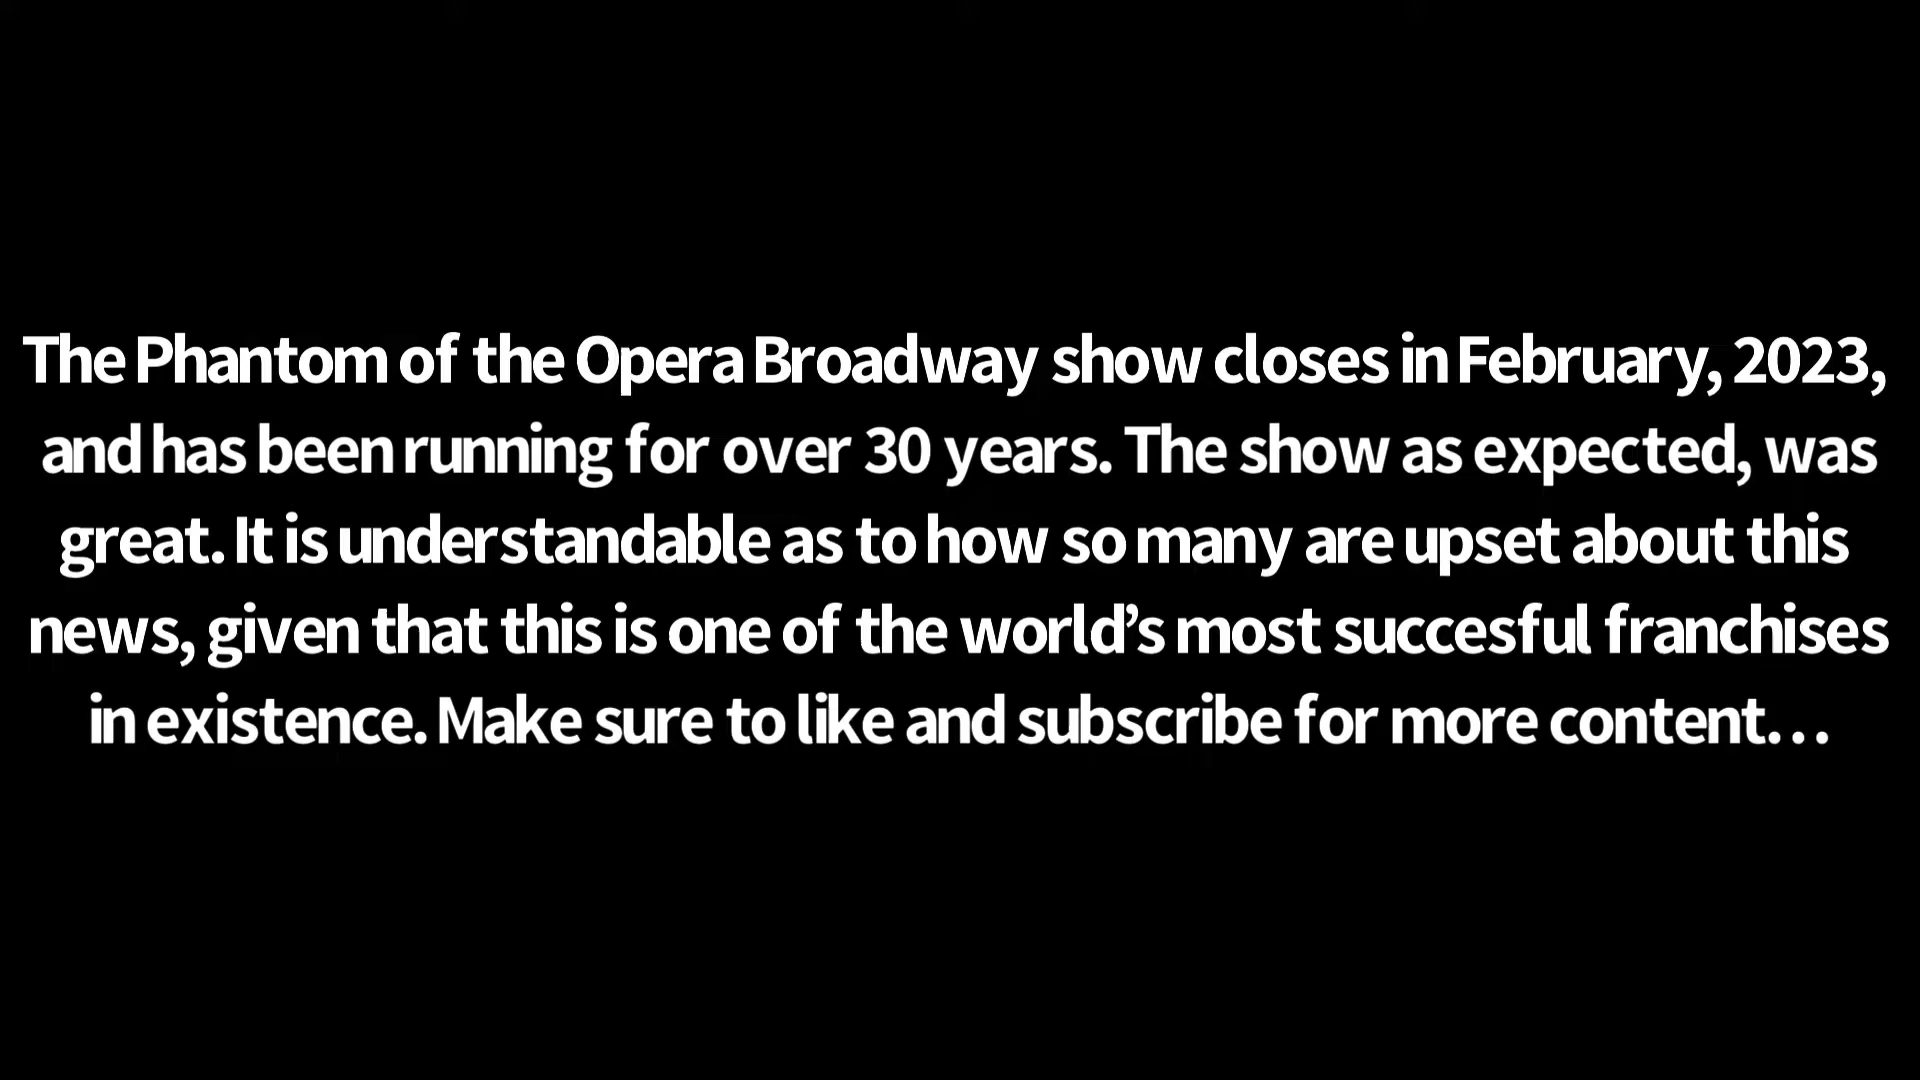 The Phantom of the Opera Broadway show closes in February, 2023,
and has been running for over 30 years. The show as expected, was
great. It is understandable as to how so many are upset about this
news, given that this is one of the world’s most succesful franchises
in existence. Make sure to like and subscribe for more content…